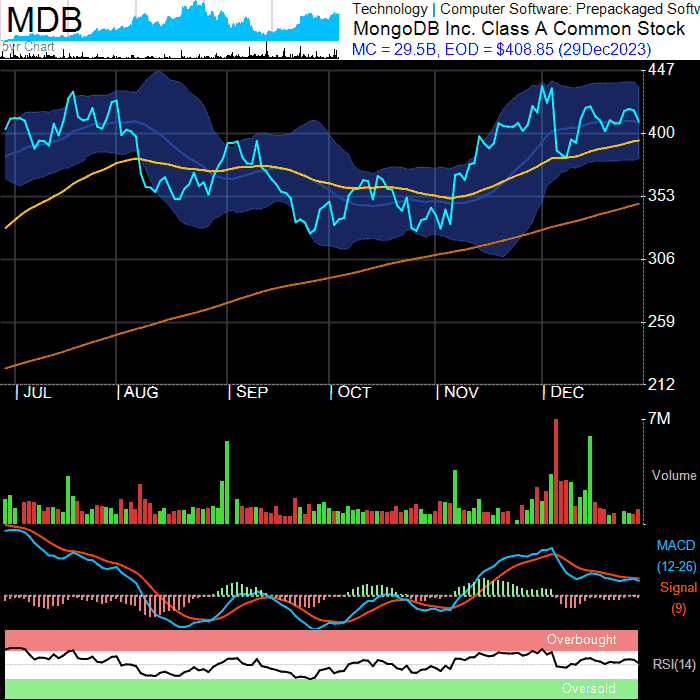 MDB
5yr Chart
Technology | Computer Software: Prepackaged Softw
MongoDB Inc. Class A Common Stock
MC = 29.5B, EOD = $408.85 (29Dec2023)
447
400
353
306
259
212
JUL AUG SEP OCT NOV DEC
7M
Volume
MACD
(12-26)
Signal
(9)
Overbought
RSI(14)
Oversold